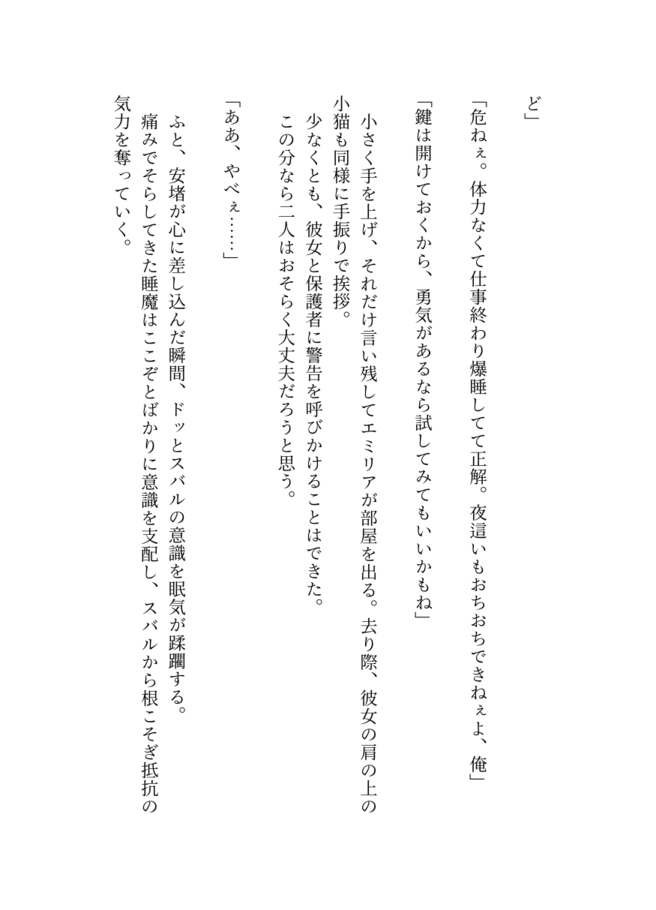 ど」
「危ねぇ。体力なくて仕事終わり爆睡してて正解。夜這いもおちおちできねぇよ、俺」
「鍵は開けておくから、勇気があるなら試してみてもいいかもね」
小さく手を上げ、それだけ言い残してエミリアが部屋を出る。去り際、彼女の肩の上の
小猫も同様に手振りで挨拶。
少なくとも、彼女と保護者に警告を呼びかけることはできた。
この分なら二人はおそらく大丈夫だろうと思う。
「ああ、やべぇ……」
ふと、安堵が心に差し込んだ瞬間、ドッとスバルの意識を眠気が蹂躙する。
痛みでそらしてきた睡魔はここぞとばかりに意識を支配し、スバルから根こそぎ抵抗の
気力を奪っていく。